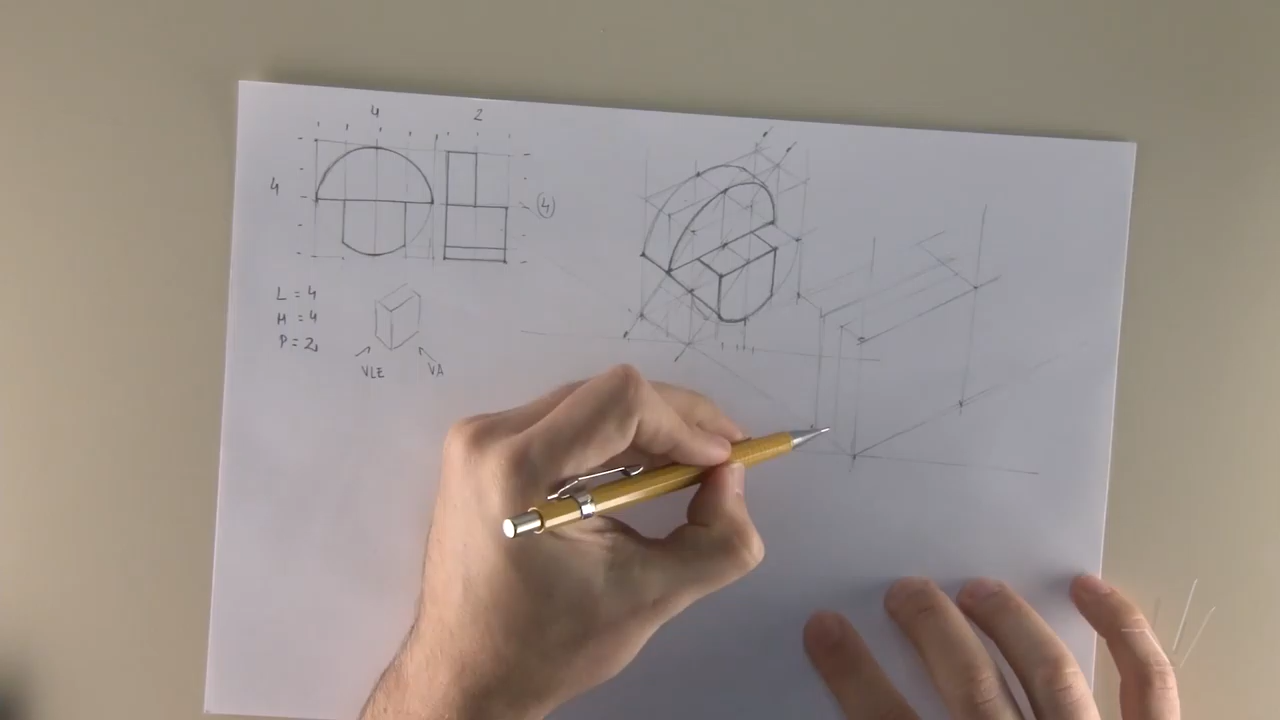 4 2
4
4
L = 4
H = 4
P = 2
VLE VA